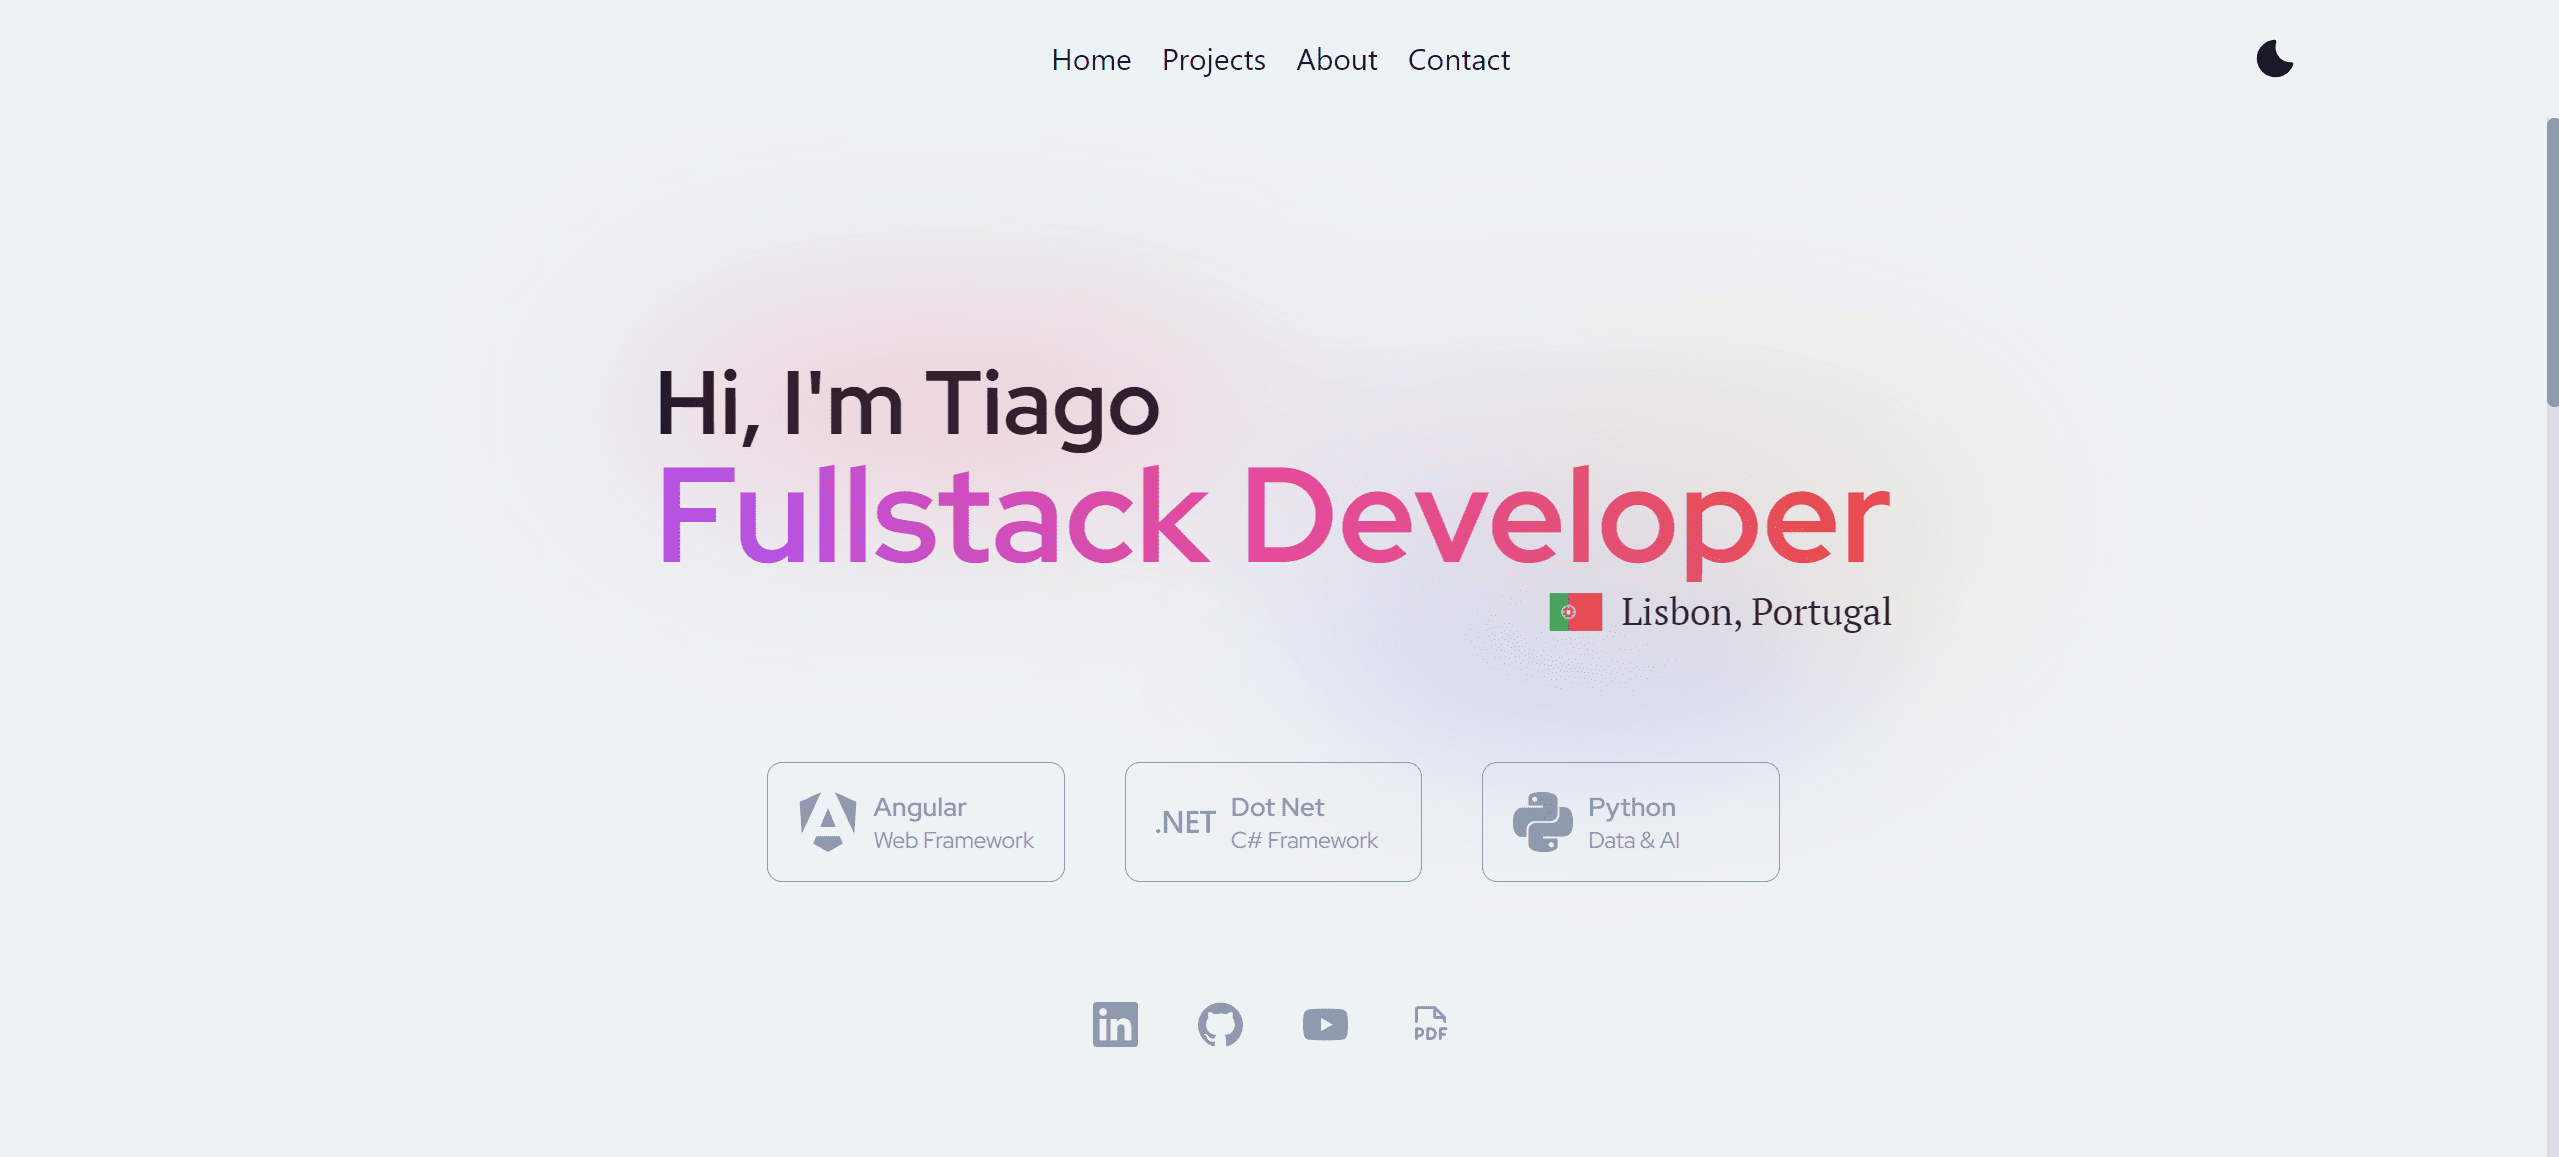 Home Projects About Contact
Hi, I'm Tiago
Fullstack Developer
Lisbon, Portugal
Angular
Web Framework
.NET
Dot Net
C# Framework
Python
Data & AI
in
PDF